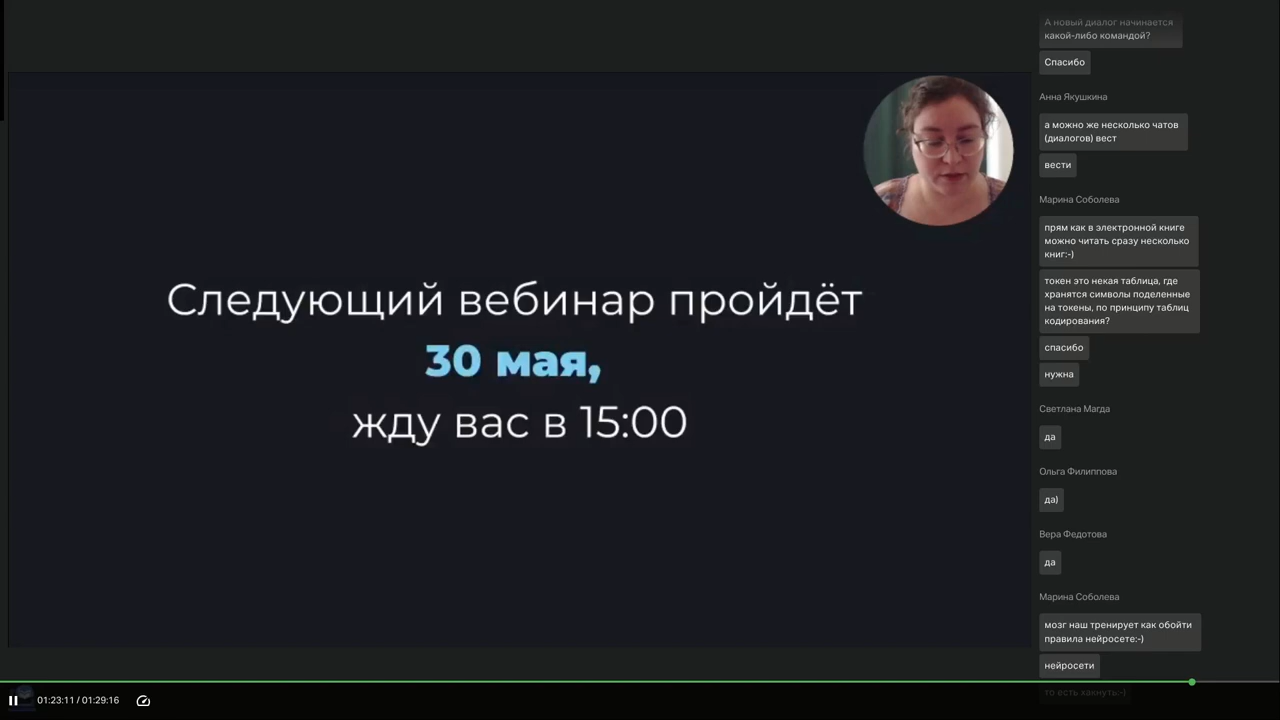 Следующий вебинар пройдёт
30 мая,
жду вас в 15:00
А новый диалог начинается
какой-либо командой?
Спасибо
Анна Якушкина
а можно же несколько чатов
(диалогов) вест
вести
Марина Соболева
прям как в электронной книге
можно читать сразу несколько
книг:-)
токен это некая таблица, где
хранятся символы поделенные
на токены, по принципу таблиц
кодирования?
спасибо
нужна
Светлана Магда
да
Ольга Филиппова
да)
Вера Федотова
да
Марина Соболева
мозг наш тренирует как обойти
правила нейросете:-)
нейросети
то есть хакнуть:-)
01:23:11 / 01:29:16